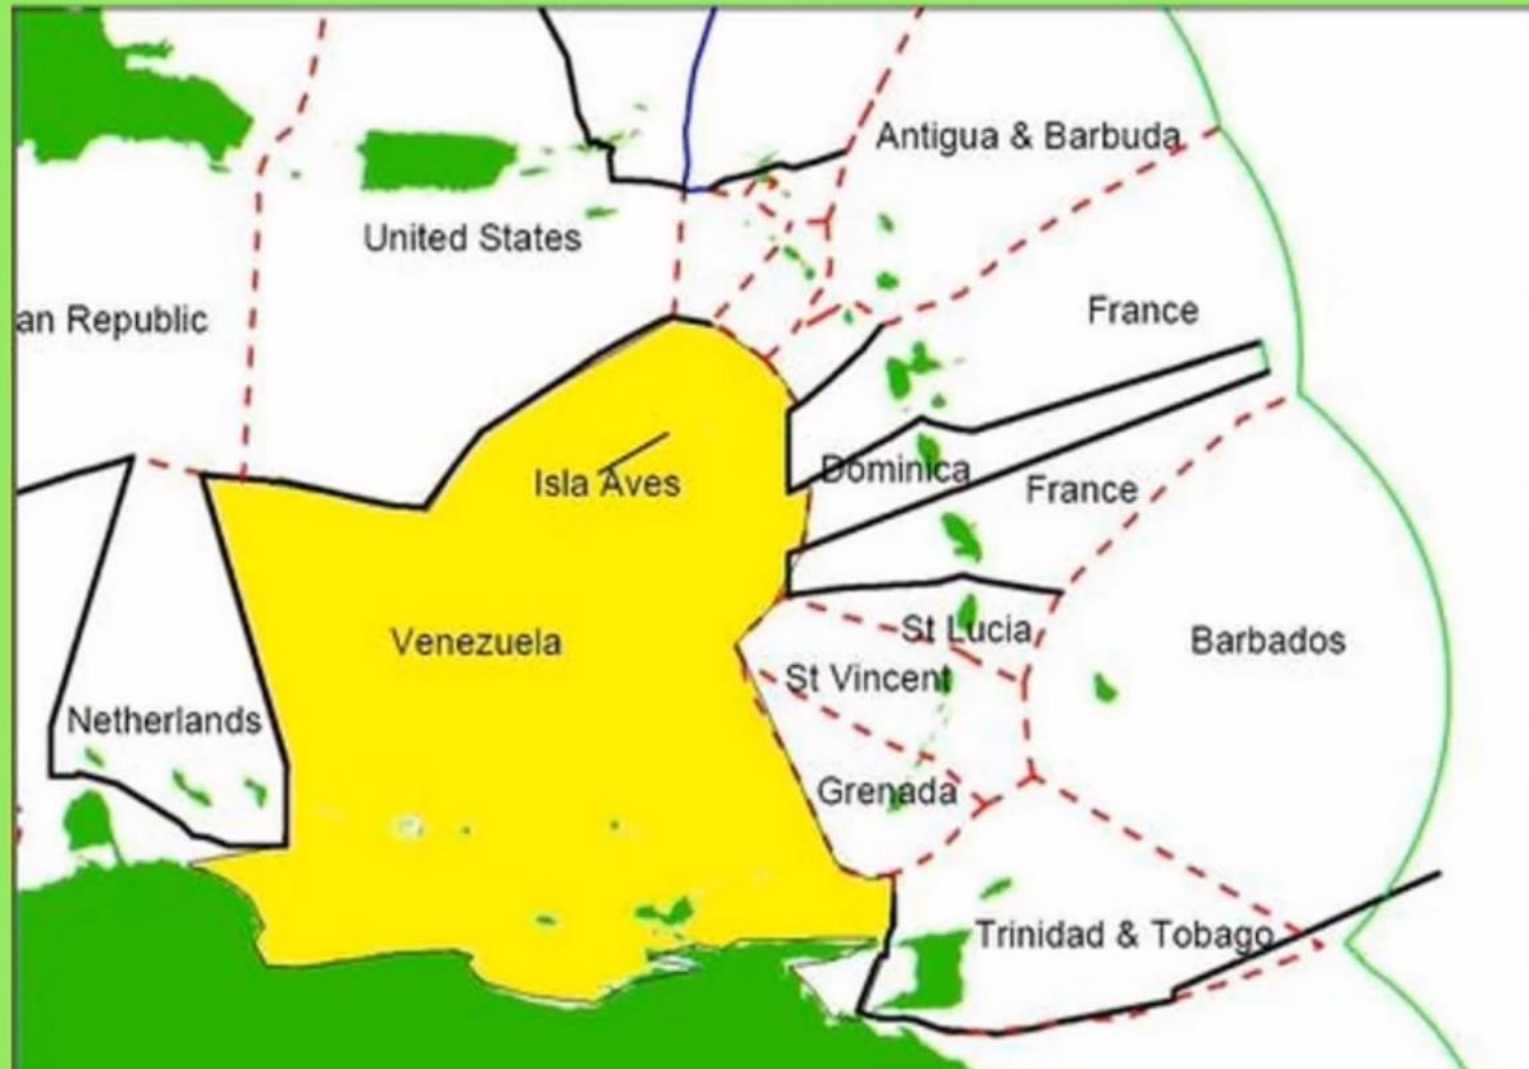 Antigua & Barbuda
United States
an Republic
France
Dominica
Isla Aves
France
St Lucia
Venezuela
Barbados
St Vincent
Netherlands
Grenada
Trinidad & Tobago